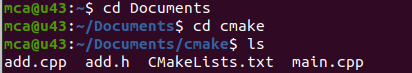 mca@u43:~$ cd Documents
mca@u43:~/Documents$ cd cmake
mca@u43:~/Documents/cmake$ ls
add.cpp  add.h  CMakeLists.txt  main.cpp